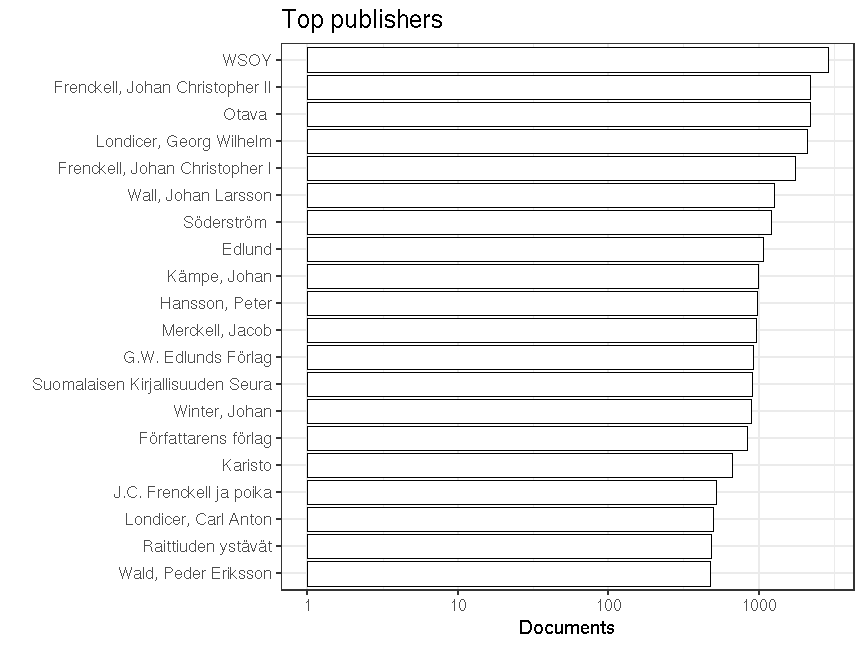 Top publishers
WSOY
Frenckell, Johan Christopher II
Otava
Londicer, Georg Wilhelm
Frenckell, Johan Christopher I
Wall, Johan Larsson
Söderström
Edlund
Kämpe, Johan
Hansson, Peter
Merckell, Jacob
G.W. Edlunds Förlag
Suomalaisen Kirjallisuuden Seura
Winter, Johan
Författarens förlag
Karisto
J.C. Frenckell ja poika
Londicer, Carl Anton
Raittiuden ystävät
Wald, Peder Eriksson
1 10 100 1000
Documents